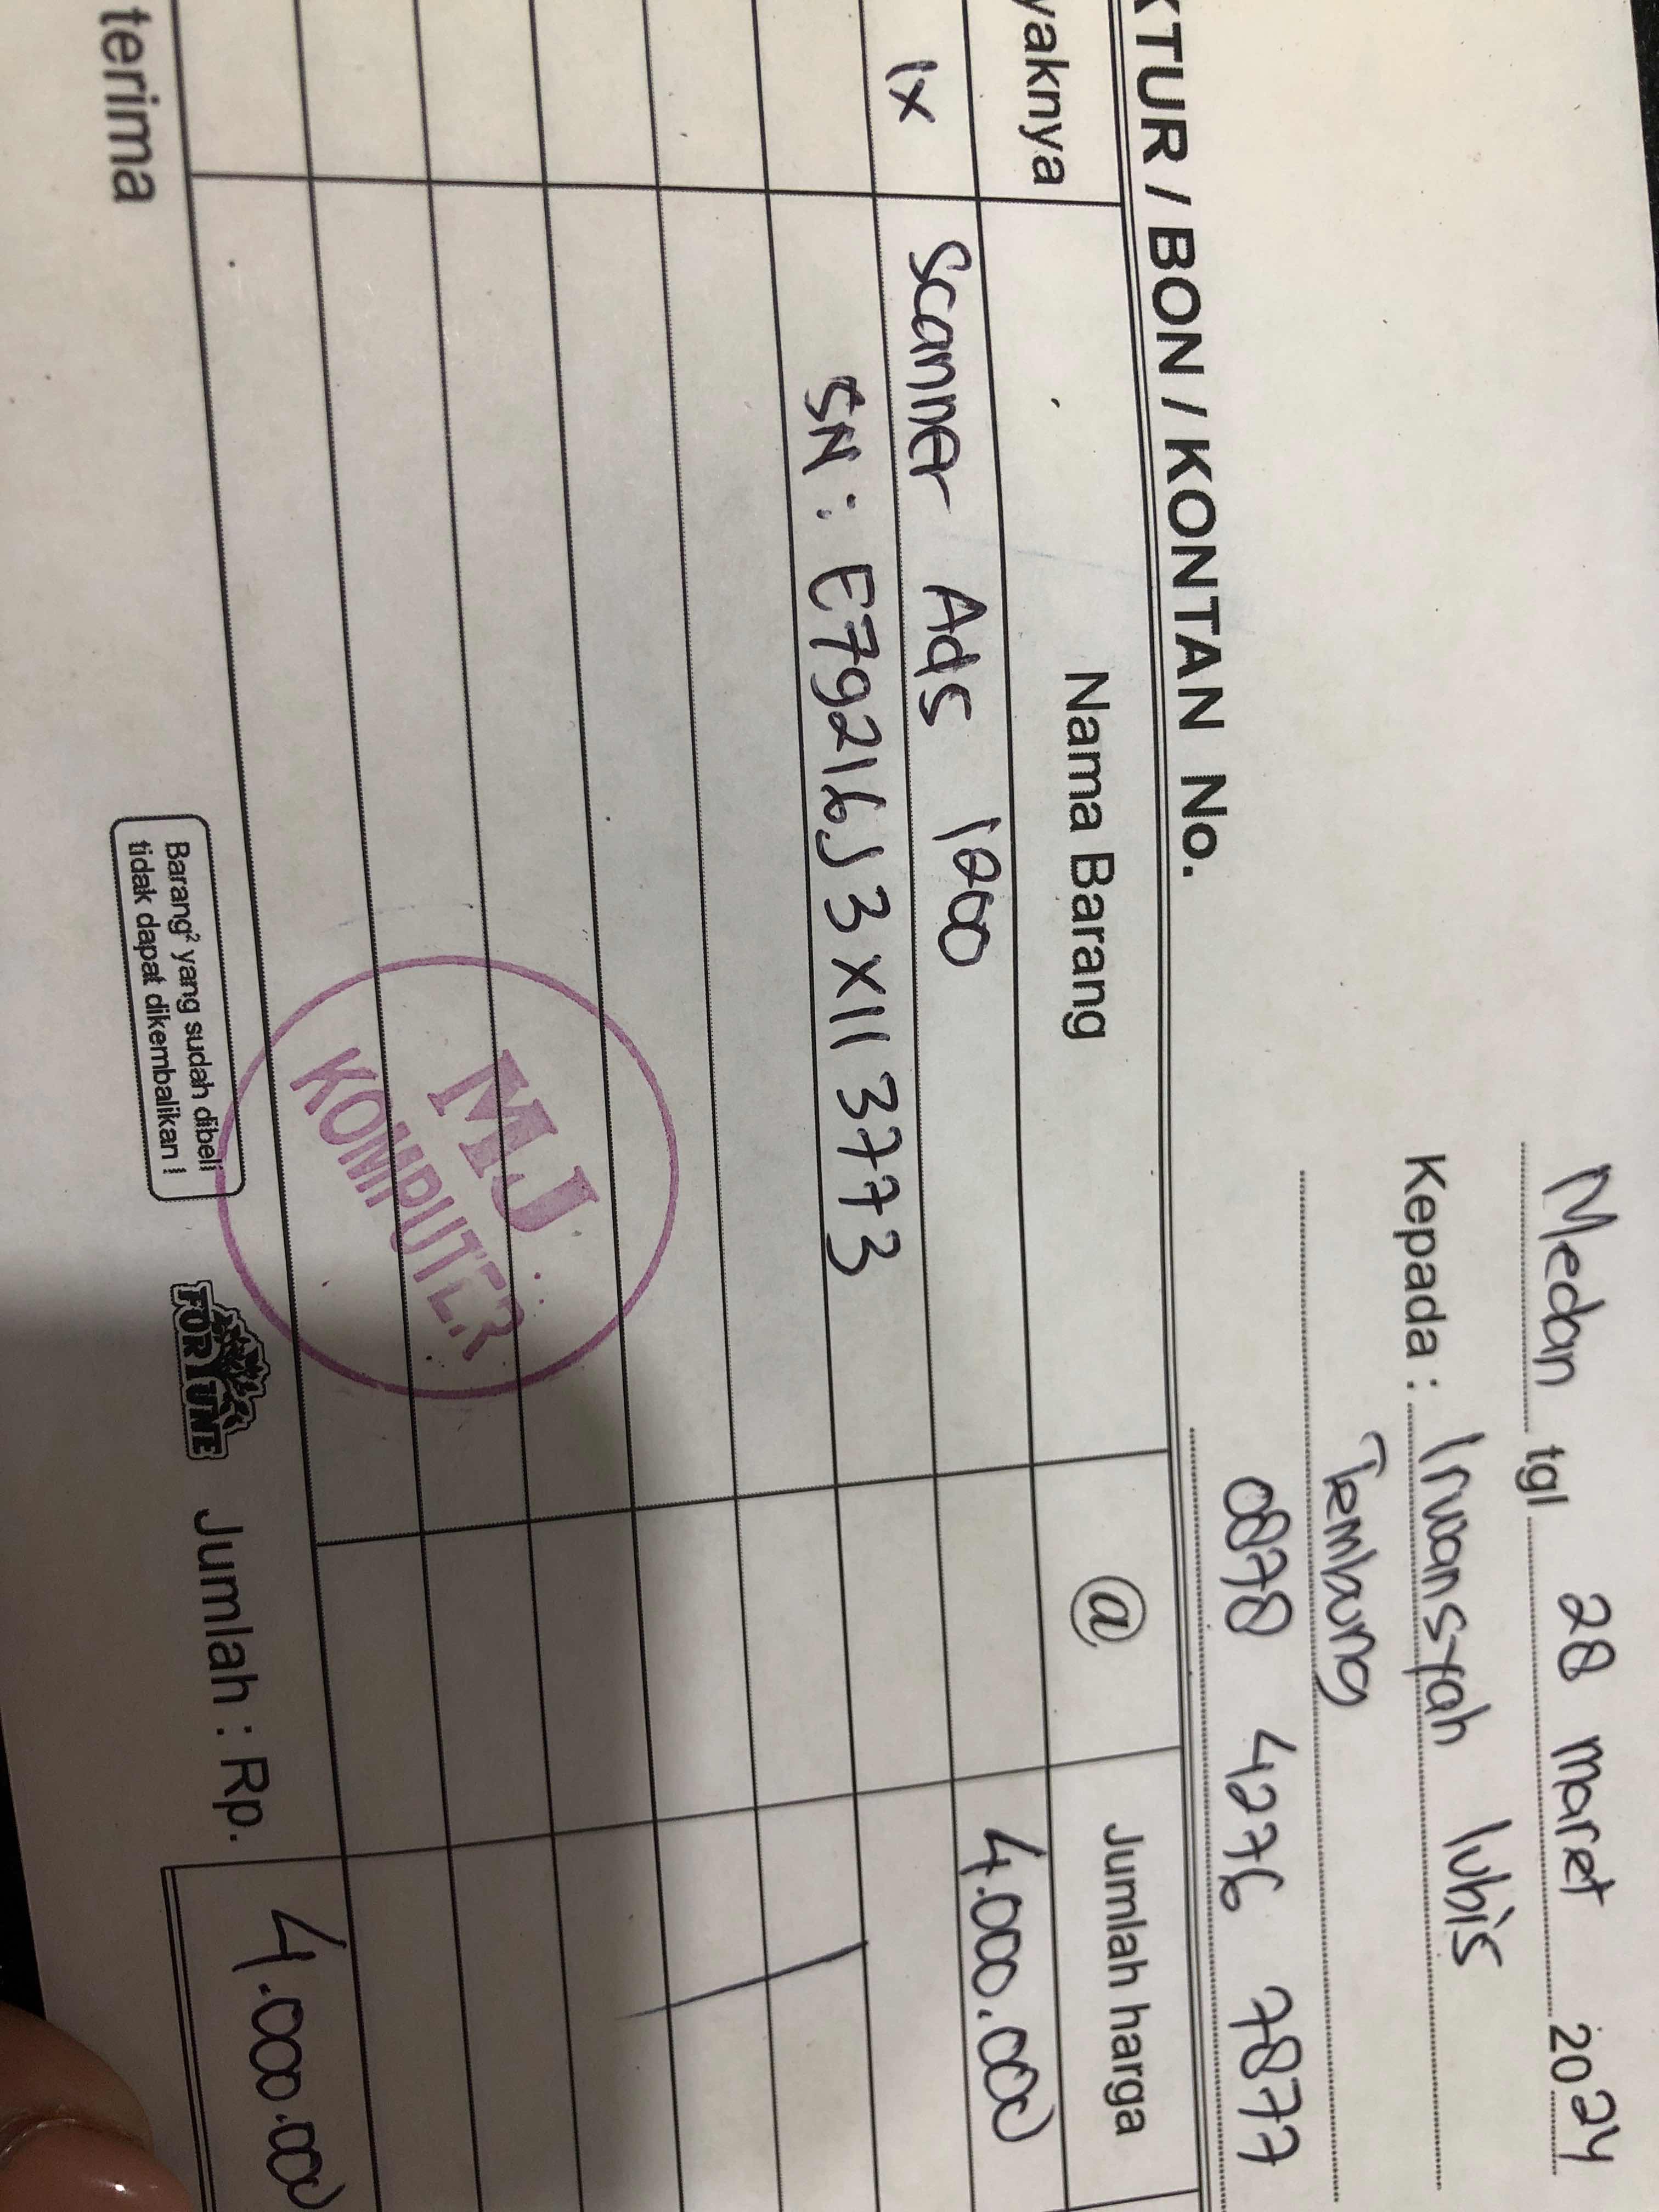 Medan tgl 28 maret 2024
Kepada : Irwansyah lubis
Tembung
0878 4276 7877
KTUR / BON / KONTAN No.
yaknya Nama Barang @ Jumlah harga
1x Scanner Ads 1200 4.000.000
SN : E79216J3X113773
MJ
KOMPUTER
terima
Barang² yang sudah dibeli
tidak dapat dikembalikan !
FORTUNE
Jumlah : Rp. 4.000.000